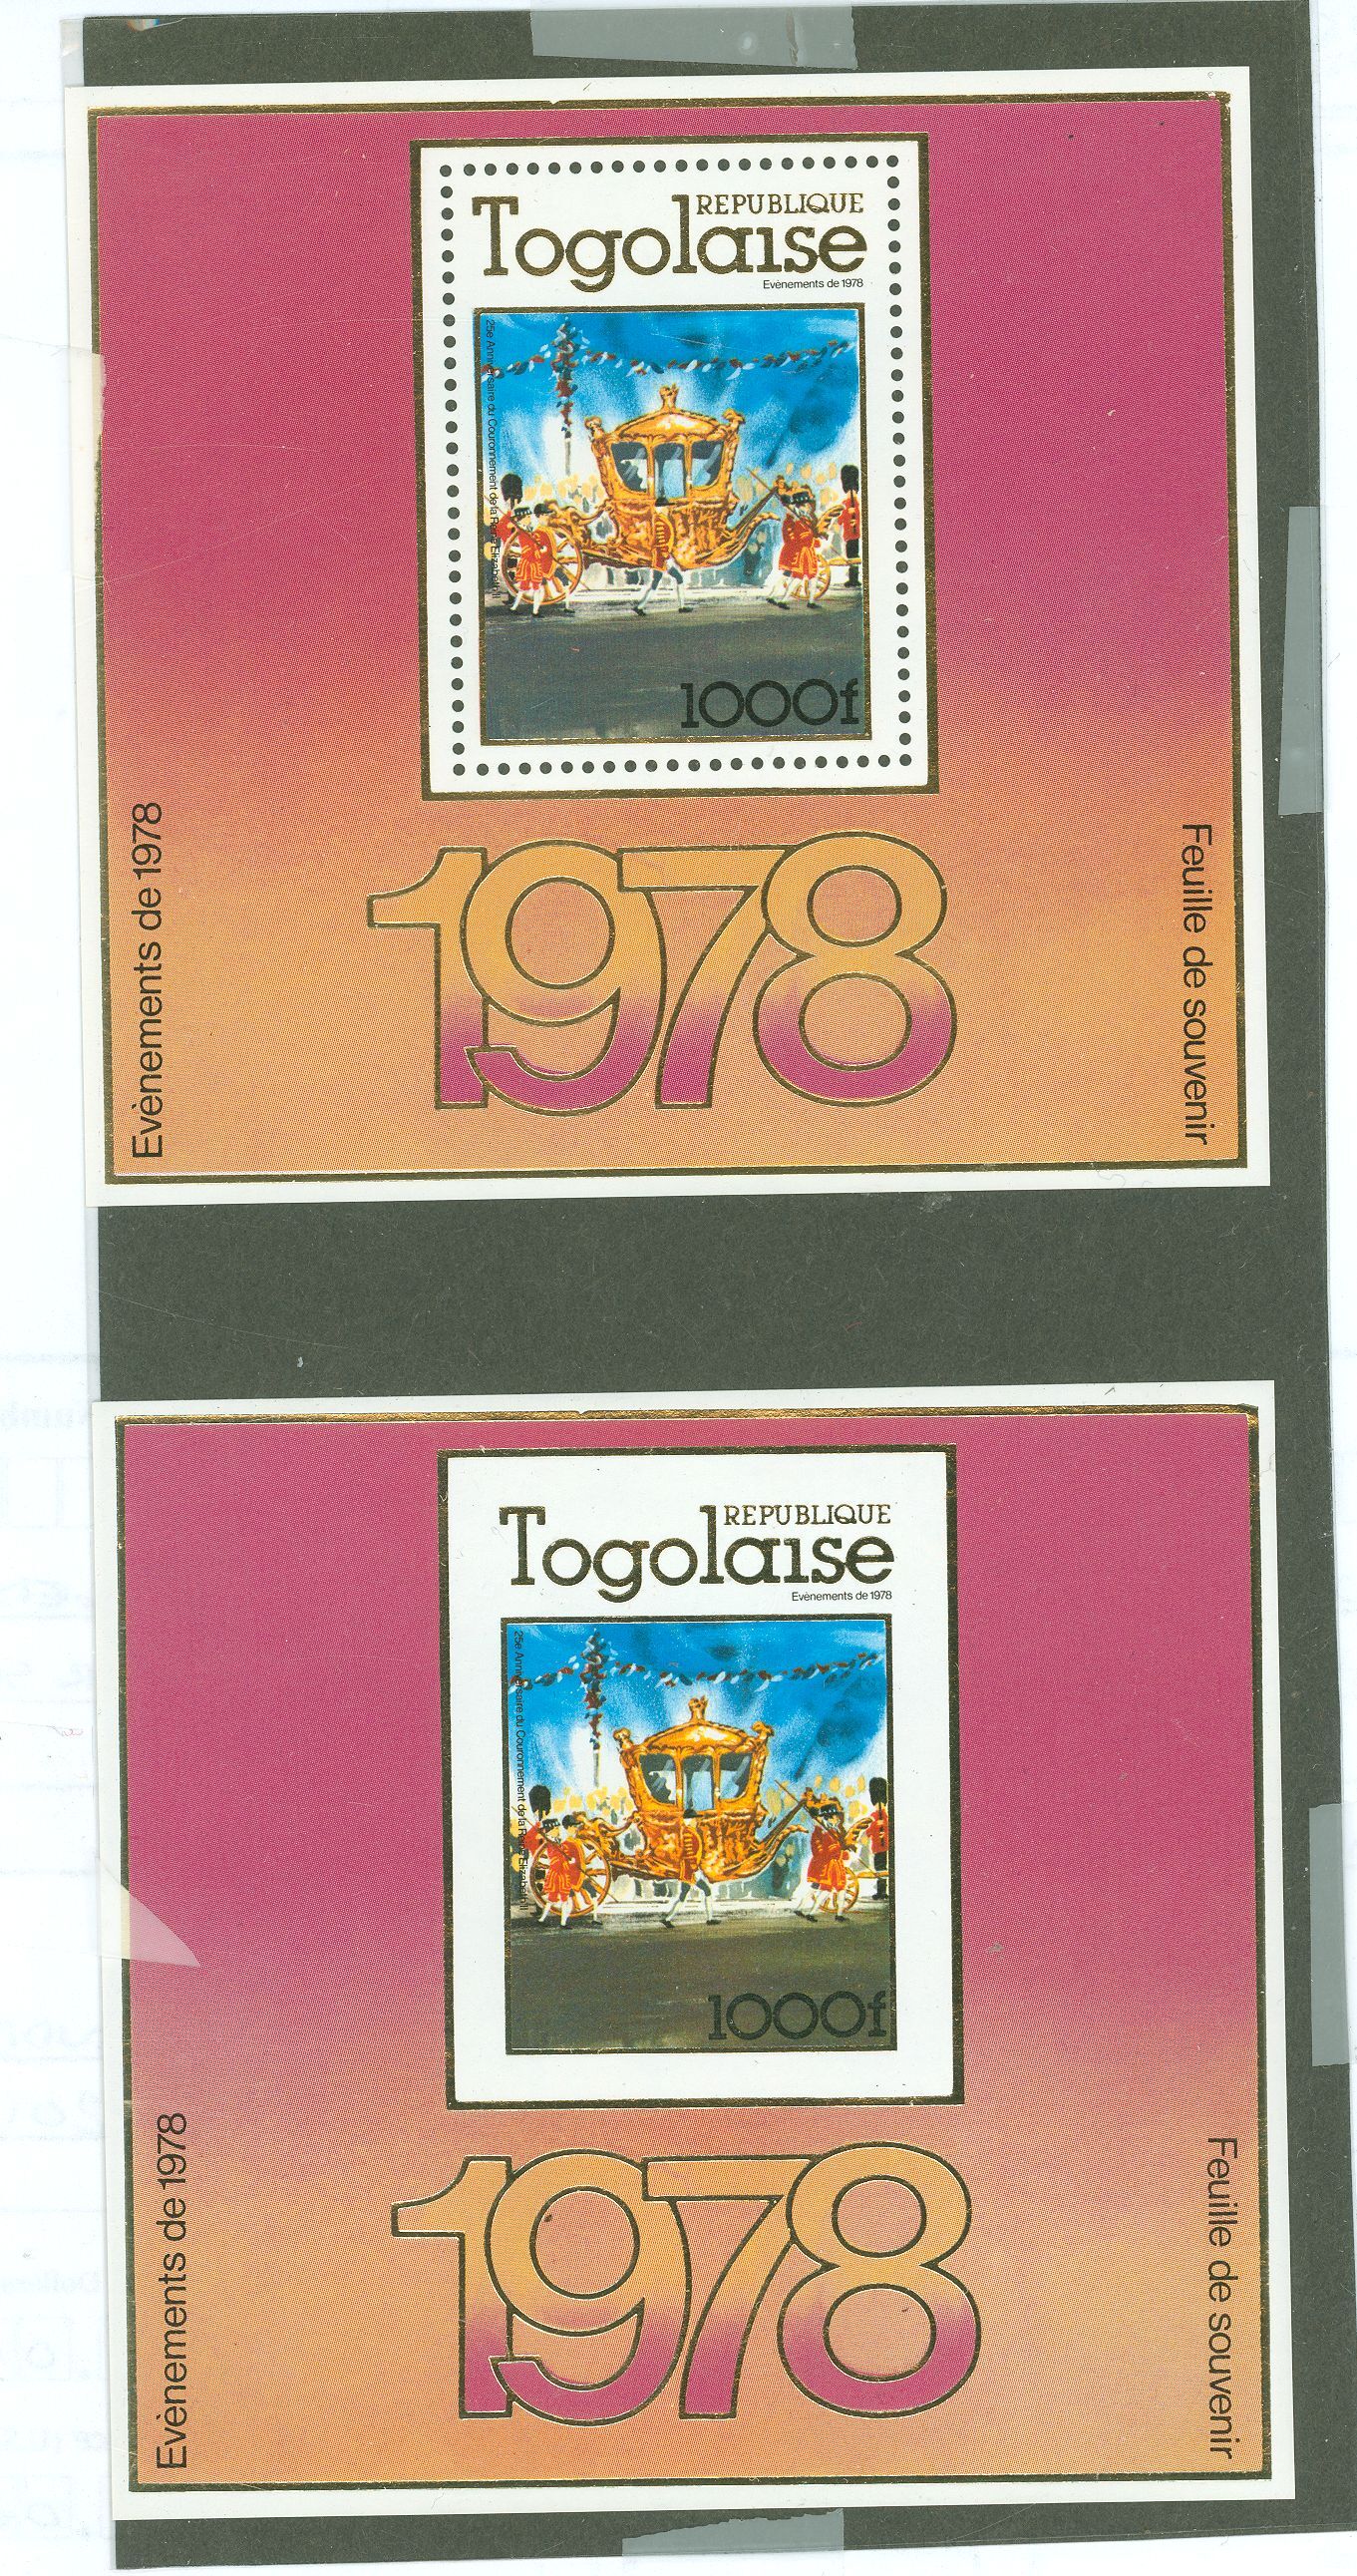 REPUBLIQUE
Togolaise
Evènements de 1978
25e Anniversaire du Couronnement de la Reine Elizabeth II
1000f
1978
Evènements de 1978
Feuille de souvenir
REPUBLIQUE
Togolaise
Evènements de 1978
25e Anniversaire du Couronnement de la Reine Elizabeth II
1000f
1978
Evènements de 1978
Feuille de souvenir